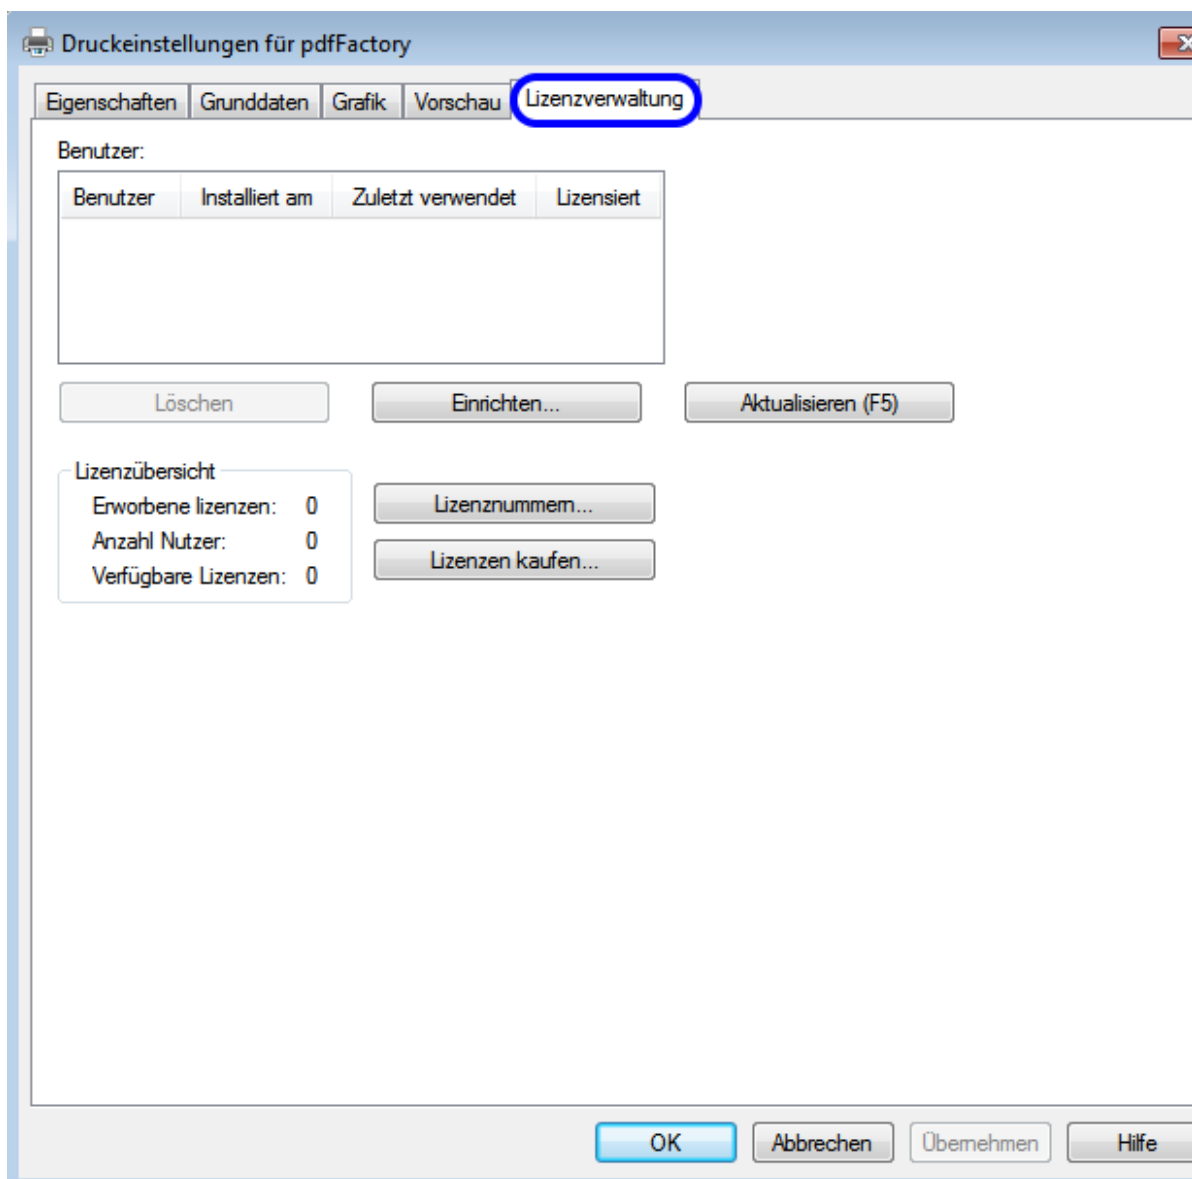 Druckeinstellungen für pdfFactory
Eigenschaften Grunddaten Grafik Vorschau Lizenzverwaltung
Benutzer:
Benutzer Installiert am Zuletzt verwendet Lizensiert
Löschen Einrichten... Aktualisieren (F5)
Lizenzübersicht
Erworbene lizenzen: 0
Anzahl Nutzer: 0
Verfügbare Lizenzen: 0
Lizenznummern...
Lizenzen kaufen...
OK Abbrechen Übernehmen Hilfe